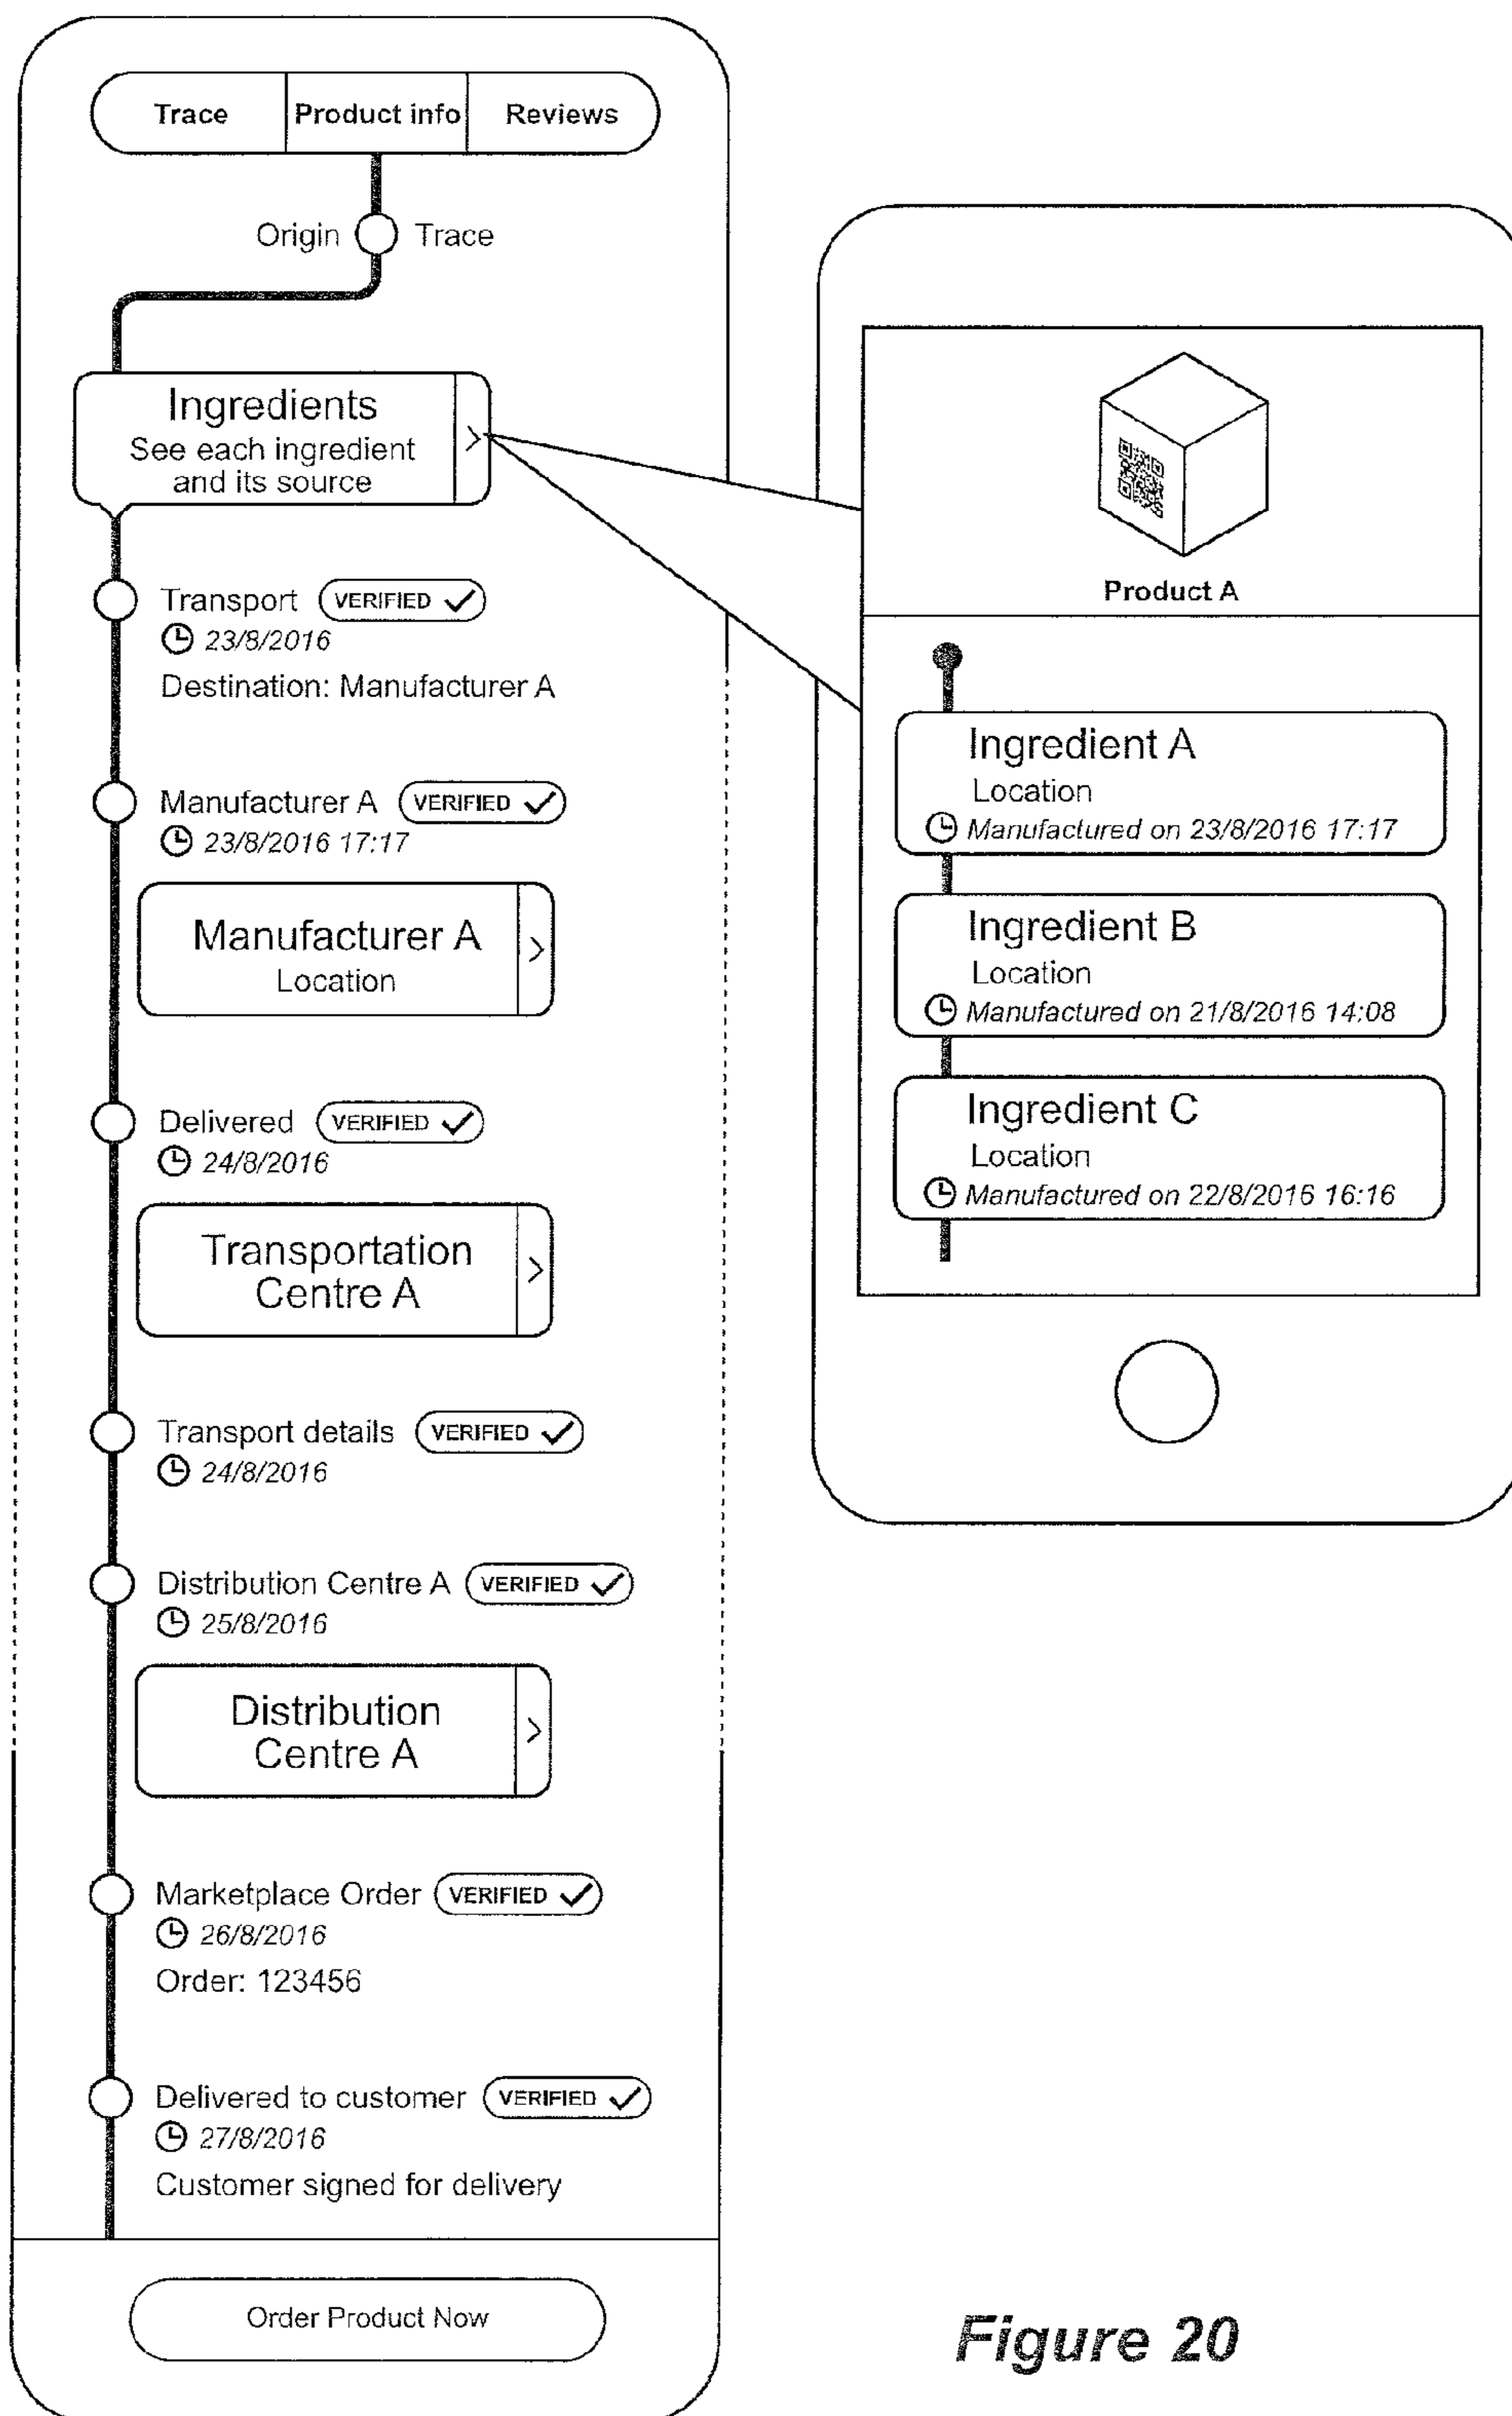 Trace
Product info
Reviews
Origin
Trace
Ingredients
See each ingredient
and its source
Transport VERIFIED
23/8/2016
Destination: Manufacturer A
Manufacturer A VERIFIED
23/8/2016 17:17
Manufacturer A
Location
Delivered VERIFIED
24/8/2016
Transportation
Centre A
Transport details VERIFIED
24/8/2016
Distribution Centre A VERIFIED
25/8/2016
Distribution
Centre A
Marketplace Order VERIFIED
26/8/2016
Order: 123456
Delivered to customer VERIFIED
27/8/2016
Customer signed for delivery
Order Product Now
Product A
Ingredient A
Location
Manufactured on 23/8/2016 17:17
Ingredient B
Location
Manufactured on 21/8/2016 14:08
Ingredient C
Location
Manufactured on 22/8/2016 16:16
Figure 20